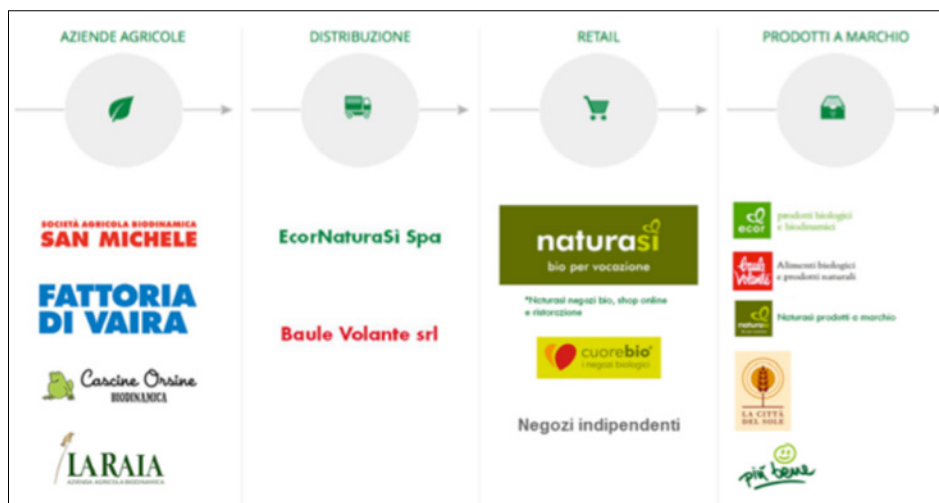 AZIENDE AGRICOLE
DISTRIBUZIONE
RETAIL
PRODOTTI A MARCHIO
SOCIETÀ AGRICOLA BIODINAMICA
SAN MICHELE
FATTORIA
DI VAIRA
Cascine Orsine
BIODINAMICA
LA RAIA
AZIENDA AGRICOLA BIODINAMICA
EcorNaturaSì Spa
Baule Volante srl
naturasì
bio per vocazione
*Naturasi negozi bio, shop online
e ristorazione
cuorebio®
i negozi biologici
Negozi indipendenti
ecor
prodotti biologici
e biodinamici
baule
volante
Alimenti biologici
e prodotti naturali
naturasì
Naturasi prodotti a marchio
LA CITTÀ
DEL SOLE
più bene